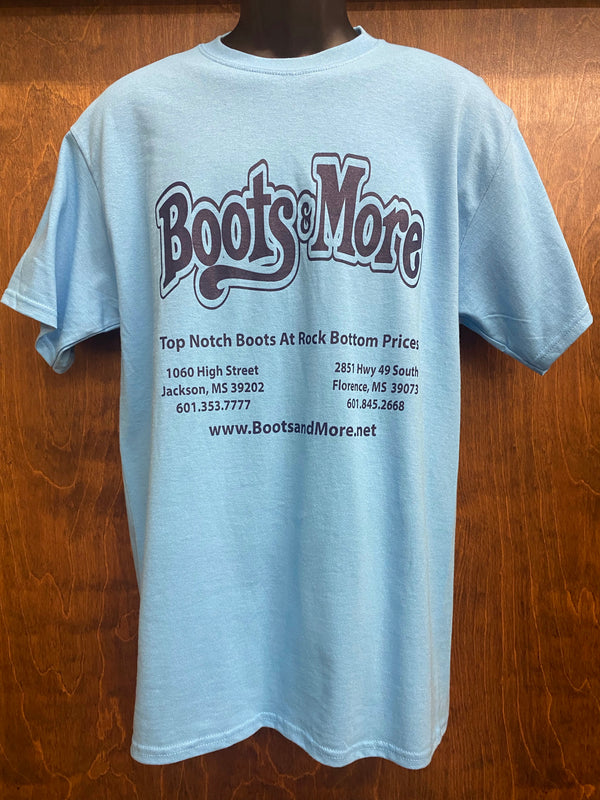 Boots & More
Top Notch Boots At Rock Bottom Prices
1060 High Street
Jackson, MS 39202
601.353.7777
2851 Hwy 49 South
Florence, MS 39073
601.845.2668
www.BootsandMore.net